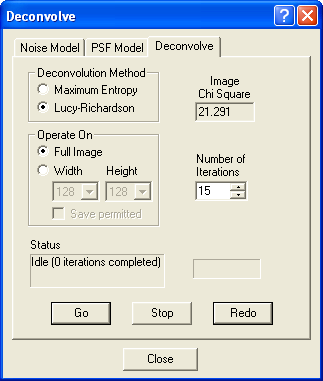 Deconvolve
Noise Model PSF Model Deconvolve
Deconvolution Method
Maximum Entropy
Lucy-Richardson
Image
Chi Square
21.291
Operate On
Full Image
Width Height
128 128
Save permitted
Number of
Iterations
15
Status
Idle (0 iterations completed)
Go Stop Redo
Close